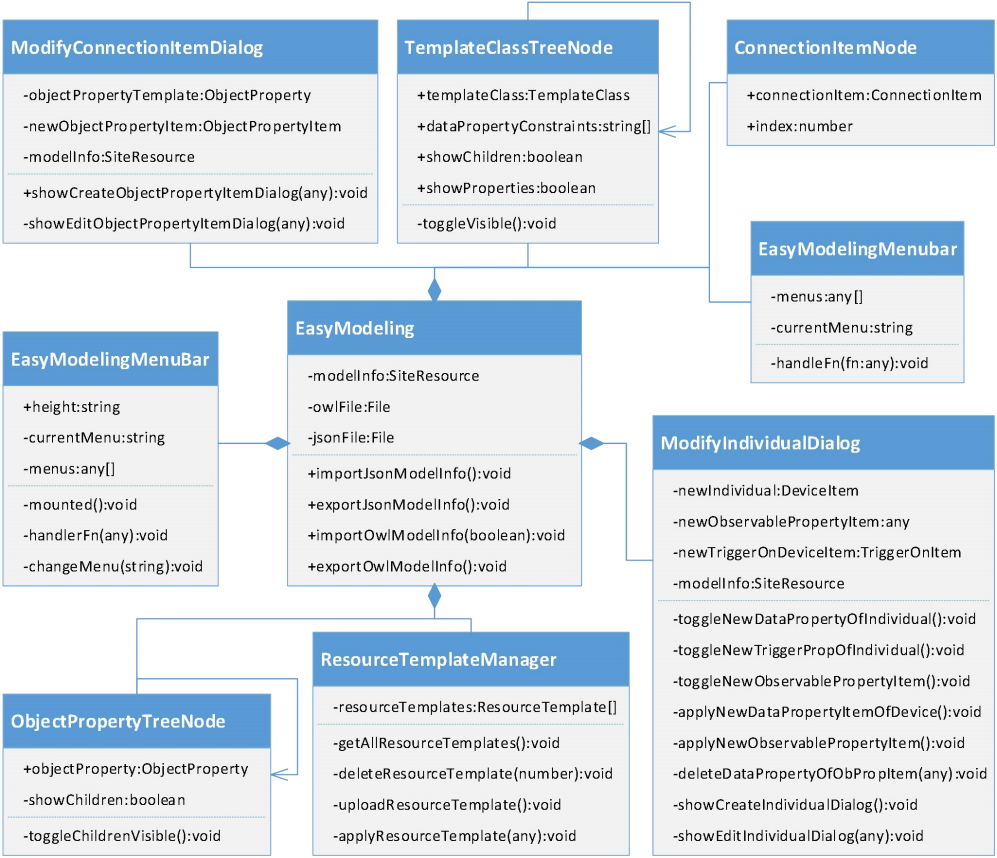 ModifyConnectionItemDialog
-objectPropertyTemplate:ObjectProperty
-newObjectPropertyItem:ObjectPropertyItem
-modelInfo:SiteResource
+showCreateObjectPropertyItemDialog(any):void
-showEditObjectPropertyItemDialog(any):void
TemplateClassTreeNode
+templateClass:TemplateClass
+dataPropertyConstraints:string[]
+showChildren:boolean
+showProperties:boolean
-toggleVisible():void
ConnectionItemNode
+connectionItem:ConnectionItem
+index:number
EasyModelingMenubar
-menus:any[]
-currentMenu:string
-handleFn(fn:any):void
EasyModelingMenuBar
+height:string
-currentMenu:string
-menus:any[]
-mounted():void
-handlerFn(any):void
-changeMenu(string):void
EasyModeling
-modelInfo:SiteResource
-owlFile:File
-jsonFile:File
+importJsonModelInfo():void
+exportJsonModelInfo():void
+importOwlModelInfo(boolean):void
+exportOwlModelInfo():void
ModifyIndividualDialog
-newIndividual:DeviceItem
-newObservablePropertyItem:any
-newTriggerOnDeviceItem:TriggerOnItem
-modelInfo:SiteResource
-toggleNewDataPropertyOfIndividual():void
-toggleNewTriggerPropOfIndividual():void
-toggleNewObservablePropertyItem():void
-applyNewDataPropertyItemOfDevice():void
-applyNewObservablePropertyItem():void
-deleteDataPropertyOfObPropItem(any):void
-showCreateIndividualDialog():void
-showEditIndividualDialog(any):void
ObjectPropertyTreeNode
+objectProperty:ObjectProperty
-showChildren:boolean
-toggleChildrenVisible():void
ResourceTemplateManager
-resourceTemplates:ResourceTemplate[]
-getAllResourceTemplates():void
-deleteResourceTemplate(number):void
-uploadResourceTemplate():void
-applyResourceTemplate(any):void